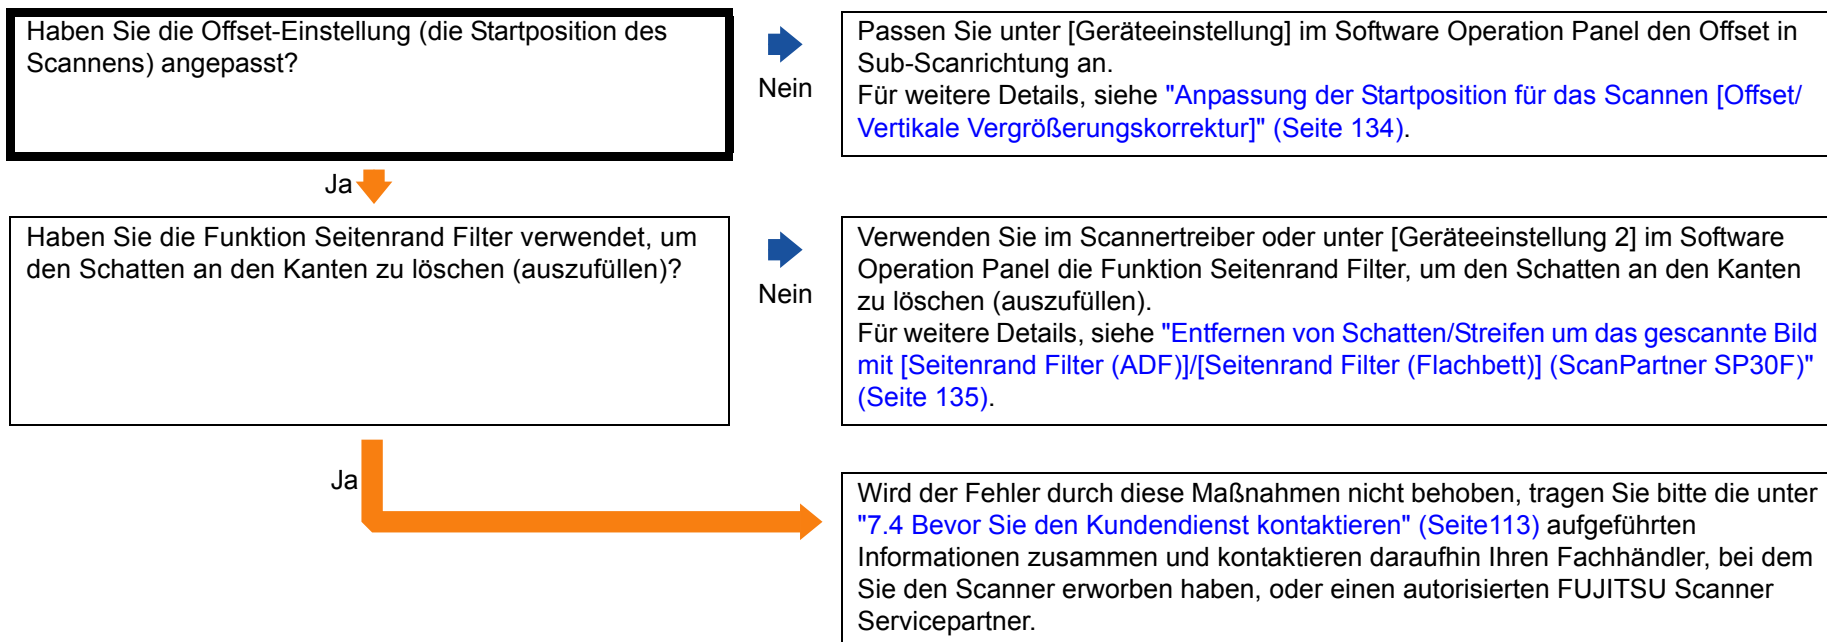 Haben Sie die Offset-Einstellung (die Startposition des
Scannens) angepasst?
Nein
Passen Sie unter [Geräteeinstellung] im Software Operation Panel den Offset in
Sub-Scanrichtung an.
Für weitere Details, siehe "Anpassung der Startposition für das Scannen [Offset/
Vertikale Vergrößerungskorrektur]" (Seite 134).
Ja
Haben Sie die Funktion Seitenrand Filter verwendet, um
den Schatten an den Kanten zu löschen (auszufüllen)?
Nein
Verwenden Sie im Scannertreiber oder unter [Geräteeinstellung 2] im Software
Operation Panel die Funktion Seitenrand Filter, um den Schatten an den Kanten
zu löschen (auszufüllen).
Für weitere Details, siehe "Entfernen von Schatten/Streifen um das gescannte Bild
mit [Seitenrand Filter (ADF)]/[Seitenrand Filter (Flachbett)] (ScanPartner SP30F)"
(Seite 135).
Ja
Wird der Fehler durch diese Maßnahmen nicht behoben, tragen Sie bitte die unter
"7.4 Bevor Sie den Kundendienst kontaktieren" (Seite113) aufgeführten
Informationen zusammen und kontaktieren daraufhin Ihren Fachhändler, bei dem
Sie den Scanner erworben haben, oder einen autorisierten FUJITSU Scanner
Servicepartner.